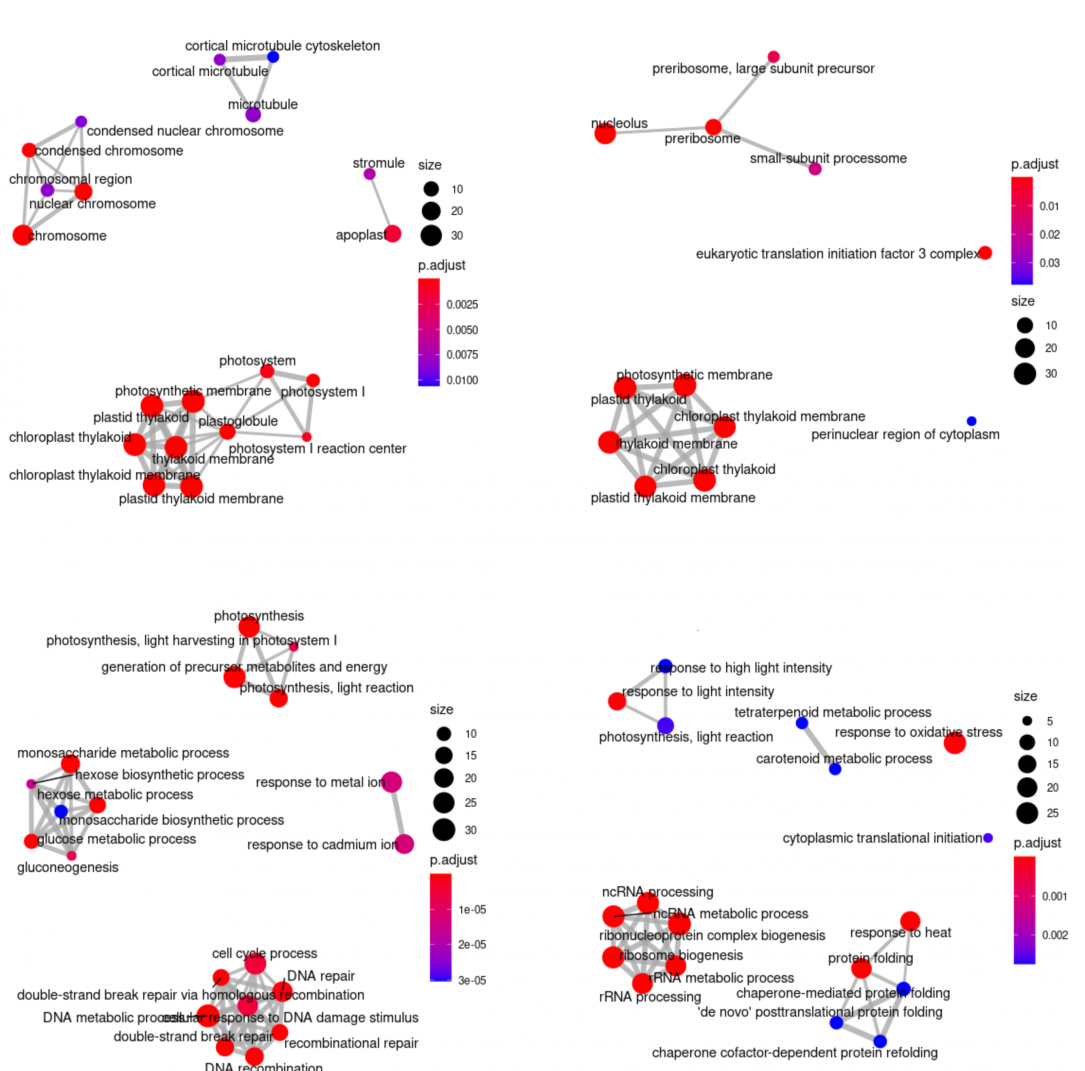 cortical microtubule cytoskeleton
cortical microtubule
microtubule
condensed nuclear chromosome
condensed chromosome
chromosomal region
nuclear chromosome
chromosome
stromule
apoplast
size
10
20
30
p.adjust
0.0025
0.0050
0.0075
0.0100
photosystem
photosynthetic membrane
photosystem I
plastid thylakoid
plastoglobule
chloroplast thylakoid
photosystem I reaction center
thylakoid membrane
chloroplast thylakoid membrane
plastid thylakoid membrane
preribosome, large subunit precursor
nucleolus
preribosome
small-subunit processome
eukaryotic translation initiation factor 3 complex
p.adjust
0.01
0.02
0.03
size
10
20
30
photosynthetic membrane
plastid thylakoid
chloroplast thylakoid membrane
perinuclear region of cytoplasm
thylakoid membrane
chloroplast thylakoid
plastid thylakoid membrane
photosynthesis
photosynthesis, light harvesting in photosystem I
generation of precursor metabolites and energy
photosynthesis, light reaction
monosaccharide metabolic process
hexose biosynthetic process
hexose metabolic process
monosaccharide biosynthetic process
glucose metabolic process
gluconeogenesis
response to metal ion
response to cadmium ion
size
10
15
20
25
30
p.adjust
1e-05
2e-05
3e-05
cell cycle process
DNA repair
double-strand break repair via homologous recombination
DNA metabolic process
cellular response to DNA damage stimulus
double-strand break repair
recombinational repair
DNA recombination
response to high light intensity
response to light intensity
photosynthesis, light reaction
tetraterpenoid metabolic process
response to oxidative stress
carotenoid metabolic process
cytoplasmic translational initiation
size
5
10
15
20
25
p.adjust
0.001
0.002
ncRNA processing
ncRNA metabolic process
ribonucleoprotein complex biogenesis
ribosome biogenesis
rRNA metabolic process
rRNA processing
response to heat
protein folding
chaperone-mediated protein folding
'de novo' posttranslational protein folding
chaperone cofactor-dependent protein refolding